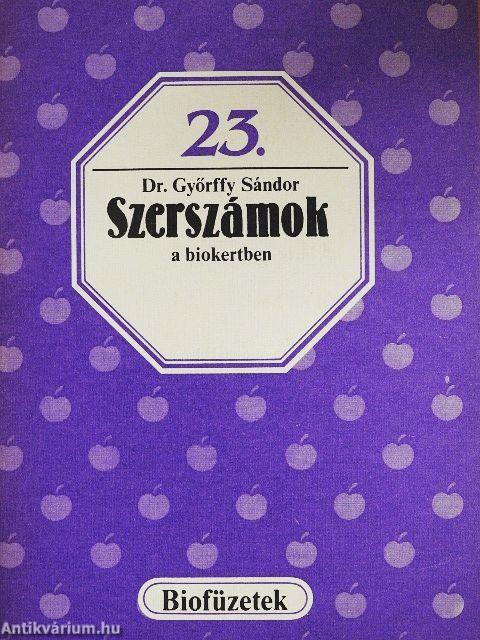 23.
Dr. Győrffy Sándor
Szerszámok
a biokertben
Biofüzetek
Antikvárium.hu